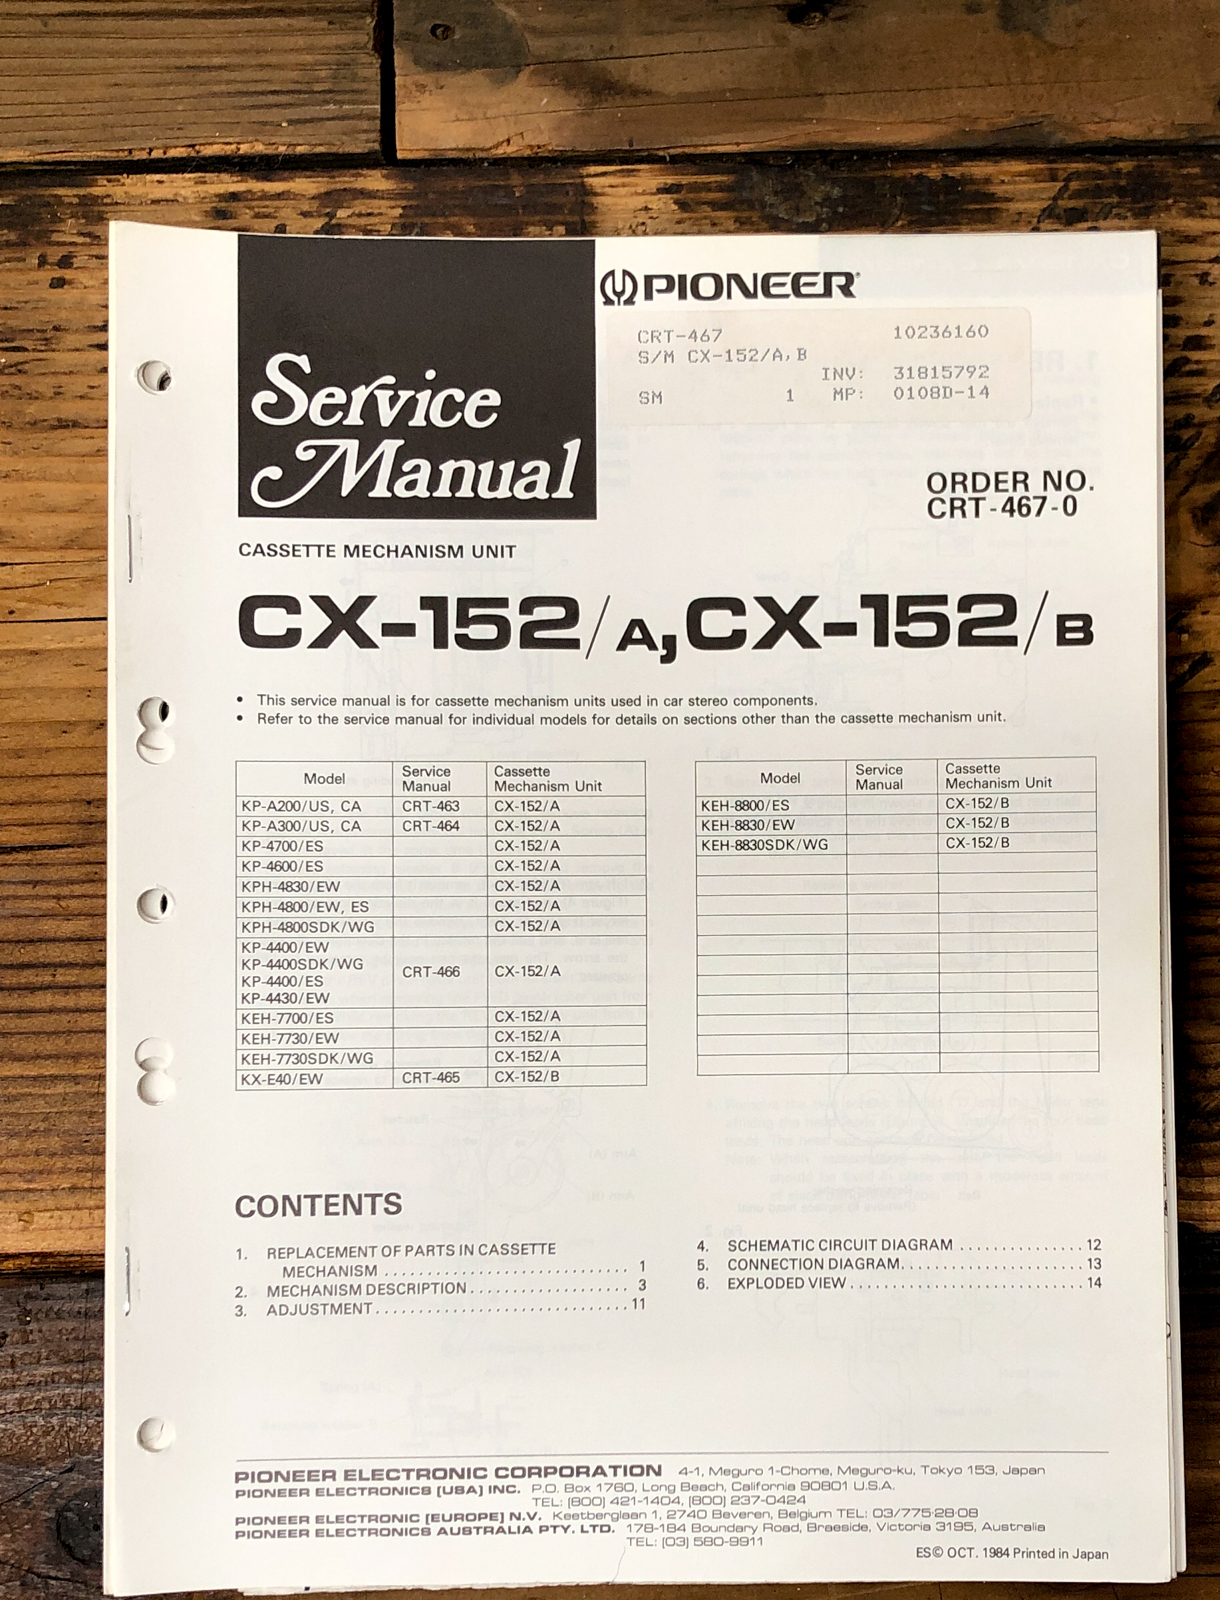 Service
Manual
PIONEER
CRT-467 10236160
S/M CX-152/A,B
INV: 31815792
SM 1 MP: 0108D-14
ORDER NO.
CRT-467-0
CASSETTE MECHANISM UNIT
CX-152/A, CX-152/B
• This service manual is for cassette mechanism units used in car stereo components.
• Refer to the service manual for individual models for details on sections other than the cassette mechanism unit.
Model Service Manual Cassette Mechanism Unit
KP-A200/US, CA CRT-463 CX-152/A
KP-A300/US, CA CRT-464 CX-152/A
KP-4700/ES CX-152/A
KP-4600/ES CX-152/A
KPH-4830/EW CX-152/A
KPH-4800/EW, ES CX-152/A
KPH-4800SDK/WG CX-152/A
KP-4400/EW
KP-4400SDK/WG
KP-4400/ES
KP-4430/EW
CRT-466 CX-152/A
KEH-7700/ES CX-152/A
KEH-7730/EW CX-152/A
KEH-7730SDK/WG CX-152/A
KX-E40/EW CRT-465 CX-152/B
Model Service Manual Cassette Mechanism Unit
KEH-8800/ES CX-152/B
KEH-8830/EW CX-152/B
KEH-8830SDK/WG CX-152/B
CONTENTS
1. REPLACEMENT OF PARTS IN CASSETTE
MECHANISM ............................ 1
2. MECHANISM DESCRIPTION.................. 3
3. ADJUSTMENT.............................11
4. SCHEMATIC CIRCUIT DIAGRAM ...............12
5. CONNECTION DIAGRAM.....................13
6. EXPLODED VIEW ...........................14
PIONEER ELECTRONIC CORPORATION 4-1, Meguro 1-Chome, Meguro-ku, Tokyo 153, Japan
PIONEER ELECTRONICS [USA] INC. P.O. Box 1760, Long Beach, California 90801 U.S.A.
TEL: [800] 421-1404, [800] 237-0424
PIONEER ELECTRONIC [EUROPE] N.V. Keetberglaan 1, 2740 Beveren, Belgium TEL: 03/775·28·08
PIONEER ELECTRONICS AUSTRALIA PTY. LTD. 178-184 Boundary Road, Braeside, Victoria 3195, Australia
TEL: [03] 580-9911
ES© OCT. 1984 Printed in Japan